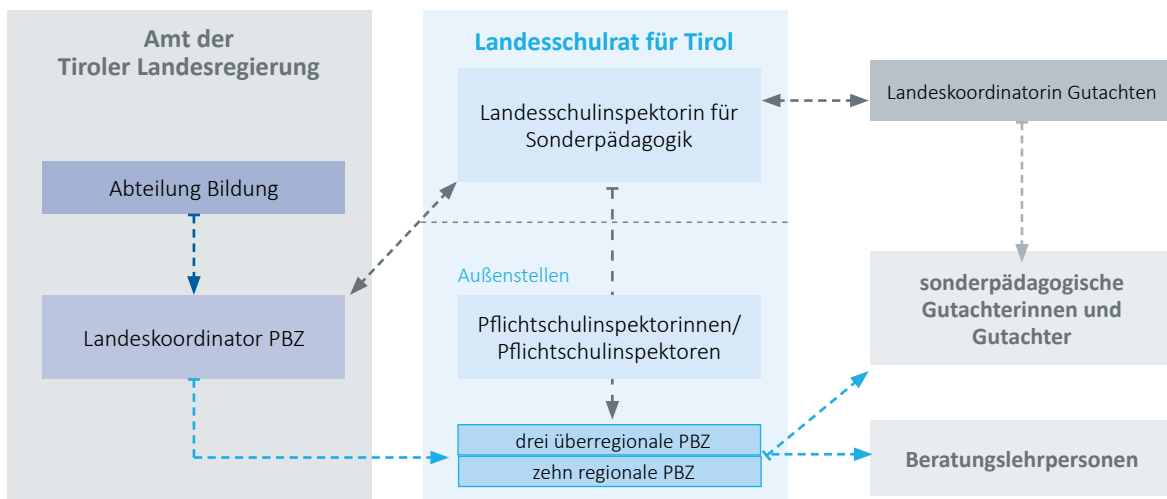 Amt der
Tiroler Landesregierung
Abteilung Bildung
Landeskoordinator PBZ
Landesschulrat für Tirol
Landesschulinspektorin für
Sonderpädagogik
Außenstellen
Pflichtschulinspektorinnen/
Pflichtschulinspektoren
drei überregionale PBZ
zehn regionale PBZ
Landeskoordinatorin Gutachten
sonderpädagogische
Gutachterinnen und
Gutachter
Beratungslehrpersonen